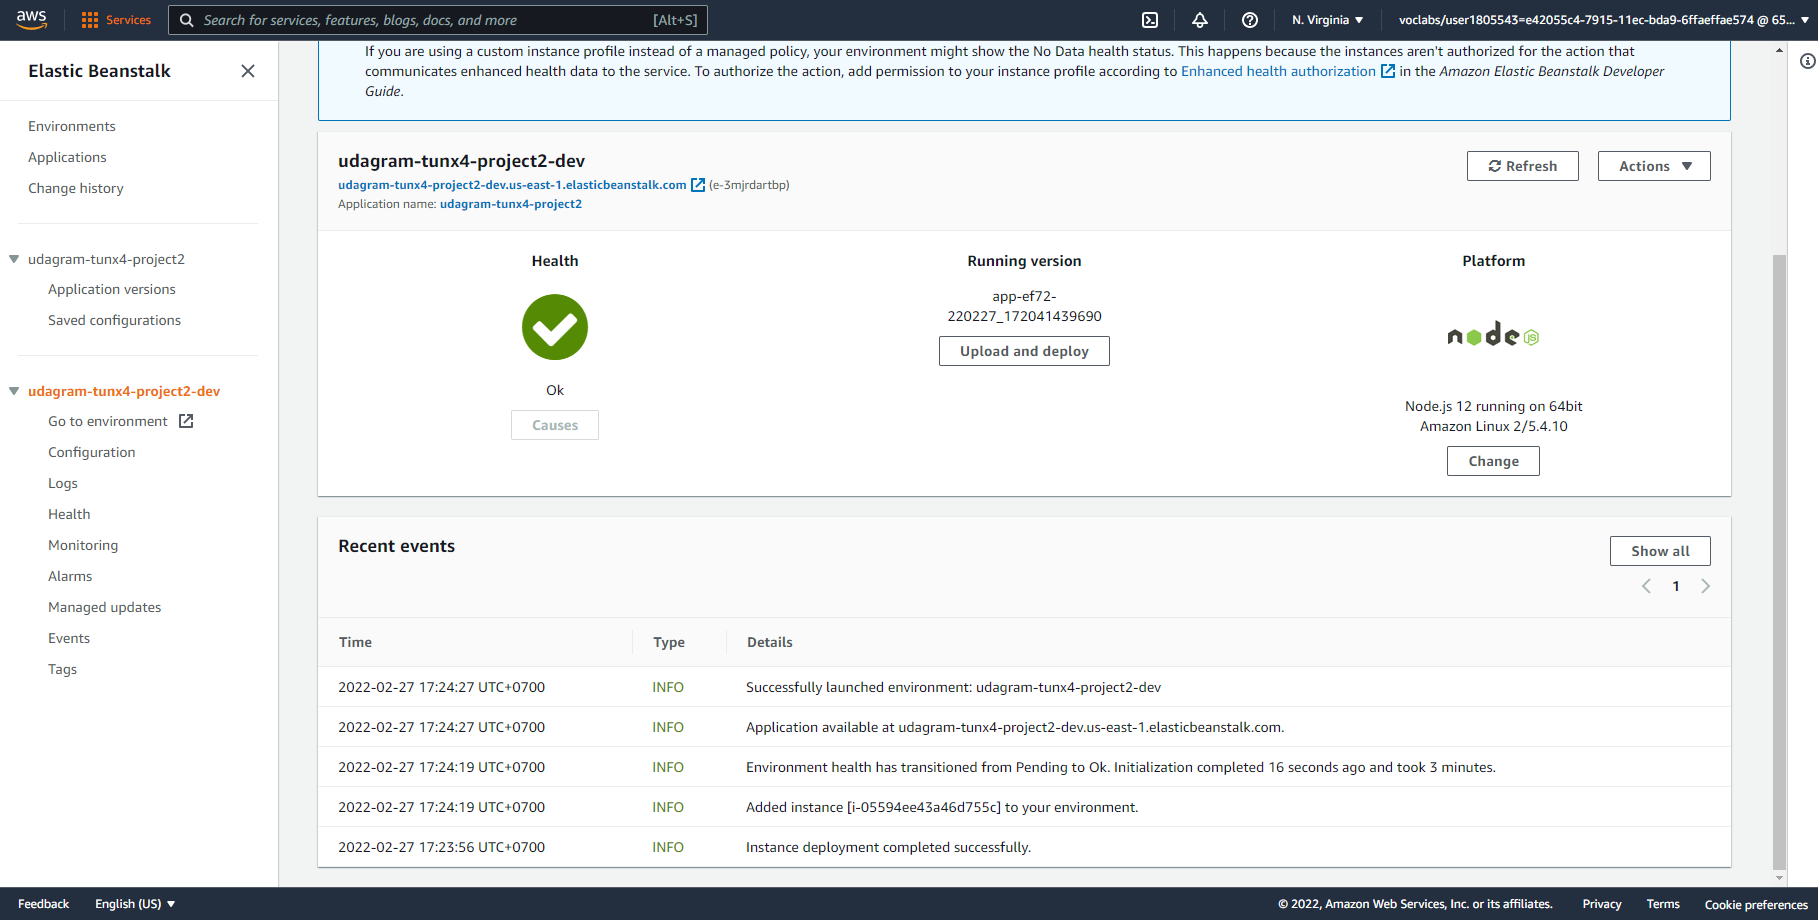 aws
Services
Search for services, features, blogs, docs, and more
[Alt+S]
N. Virginia
voclabs/user1805543=e42055c4-7915-11ec-bda9-6ffaeffae574 @ 65...
Elastic Beanstalk
Environments
Applications
Change history
udagram-tunx4-project2
Application versions
Saved configurations
udagram-tunx4-project2-dev
Go to environment
Configuration
Logs
Health
Monitoring
Alarms
Managed updates
Events
Tags
If you are using a custom instance profile instead of a managed policy, your environment might show the No Data health status. This happens because the instances aren't authorized for the action that
communicates enhanced health data to the service. To authorize the action, add permission to your instance profile according to Enhanced health authorization in the Amazon Elastic Beanstalk Developer
Guide.
udagram-tunx4-project2-dev
udagram-tunx4-project2-dev.us-east-1.elasticbeanstalk.com (e-3mjrdartbp)
Application name: udagram-tunx4-project2
Refresh
Actions
Health
Ok
Causes
Running version
app-ef72-
220227_172041439690
Upload and deploy
Platform
node JS
Node.js 12 running on 64bit
Amazon Linux 2/5.4.10
Change
Recent events
Show all
1
Time Type Details
2022-02-27 17:24:27 UTC+0700 INFO Successfully launched environment: udagram-tunx4-project2-dev
2022-02-27 17:24:27 UTC+0700 INFO Application available at udagram-tunx4-project2-dev.us-east-1.elasticbeanstalk.com.
2022-02-27 17:24:19 UTC+0700 INFO Environment health has transitioned from Pending to Ok. Initialization completed 16 seconds ago and took 3 minutes.
2022-02-27 17:24:19 UTC+0700 INFO Added instance [i-05594ee43a46d755c] to your environment.
2022-02-27 17:23:56 UTC+0700 INFO Instance deployment completed successfully.
Feedback
English (US)
© 2022, Amazon Web Services, Inc. or its affiliates.
Privacy
Terms
Cookie preferences